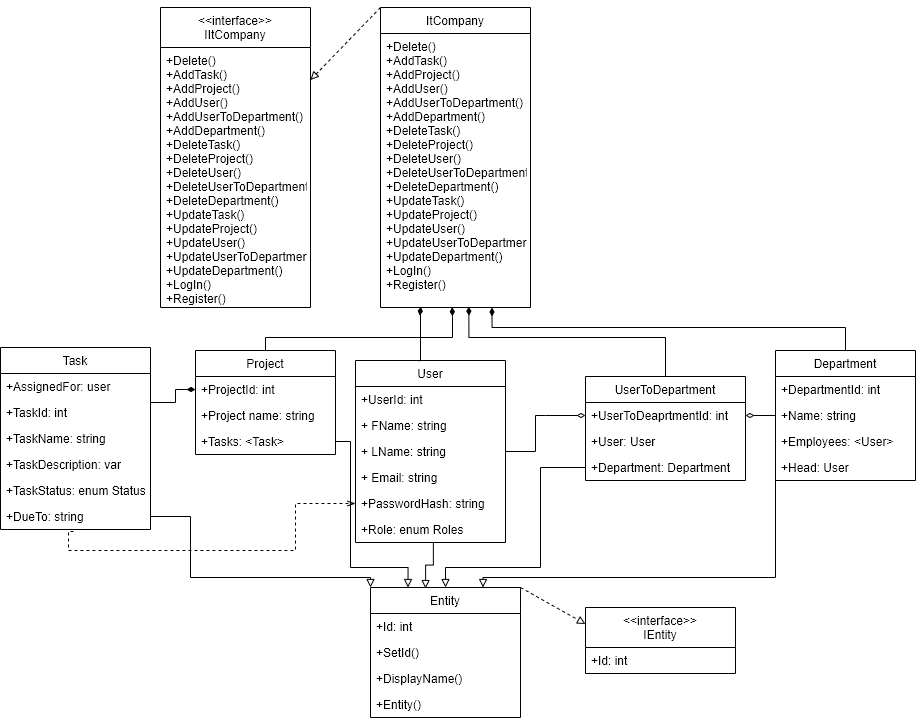 <<interface>>
IItCompany
+Delete()
+AddTask()
+AddProject()
+AddUser()
+AddUserToDepartment()
+AddDepartment()
+DeleteTask()
+DeleteProject()
+DeleteUser()
+DeleteUserToDepartment
+DeleteDepartment()
+UpdateTask()
+UpdateProject()
+UpdateUser()
+UpdateUserToDepartmer
+UpdateDepartment()
+LogIn()
+Register()
ItCompany
+Delete()
+AddTask()
+AddProject()
+AddUser()
+AddUserToDepartment()
+AddDepartment()
+DeleteTask()
+DeleteProject()
+DeleteUser()
+DeleteUserToDepartment
+DeleteDepartment()
+UpdateTask()
+UpdateProject()
+UpdateUser()
+UpdateUserToDepartmer
+UpdateDepartment()
+LogIn()
+Register()
Task
+AssignedFor: user
+TaskId: int
+TaskName: string
+TaskDescription: var
+TaskStatus: enum Status
+DueTo: string
Project
+ProjectId: int
+Project name: string
+Tasks: <Task>
User
+UserId: int
+ FName: string
+ LName: string
+ Email: string
+PasswordHash: string
+Role: enum Roles
UserToDepartment
+UserToDeaprtmentId: int
+User: User
+Department: Department
Department
+DepartmentId: int
+Name: string
+Employees: <User>
+Head: User
Entity
+Id: int
+SetId()
+DisplayName()
+Entity()
<<interface>>
IEntity
+Id: int